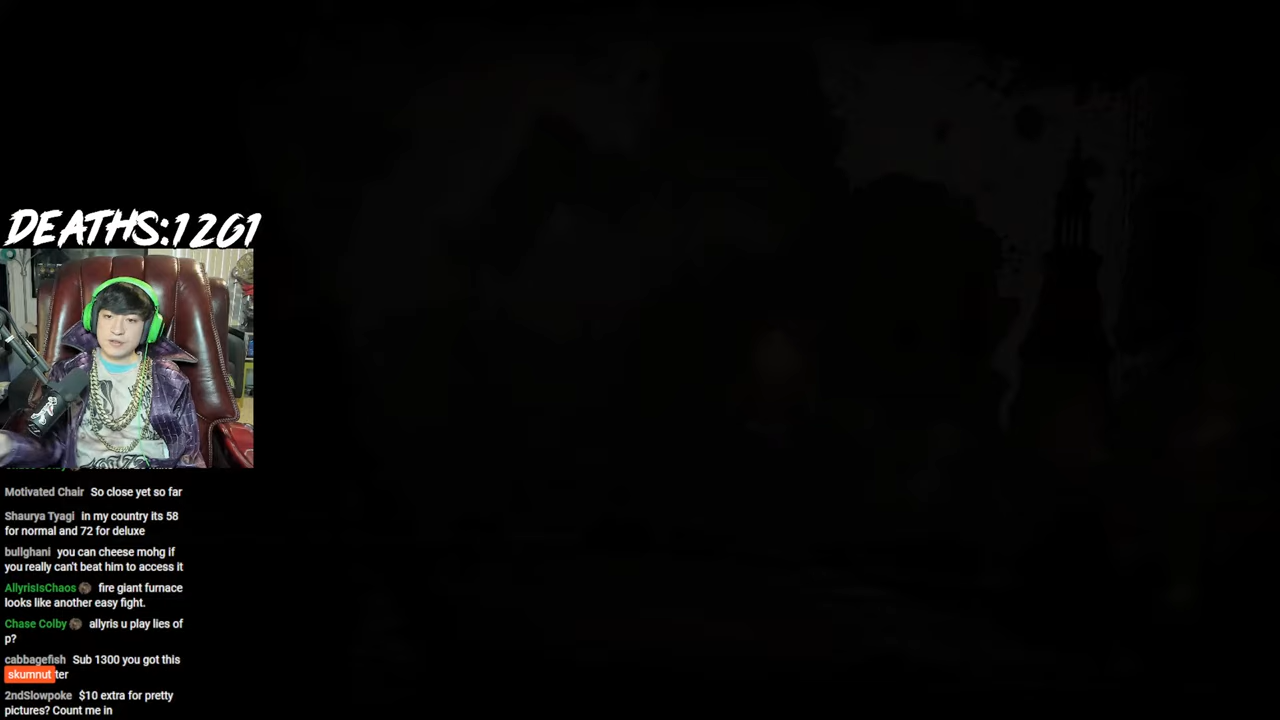 DEATHS:1261
Motivated Chair So close yet so far
Shaurya Tyagi in my country its 58
for normal and 72 for deluxe
bullghani you can cheese mohg if
you really can't beat him to access it
AllyrisIsChaos fire giant furnace
looks like another easy fight.
Chase Colby allyris u play lies of
p?
cabbagefish Sub 1300 you got this
skumnut ter
2ndSlowpoke $10 extra for pretty
pictures? Count me in